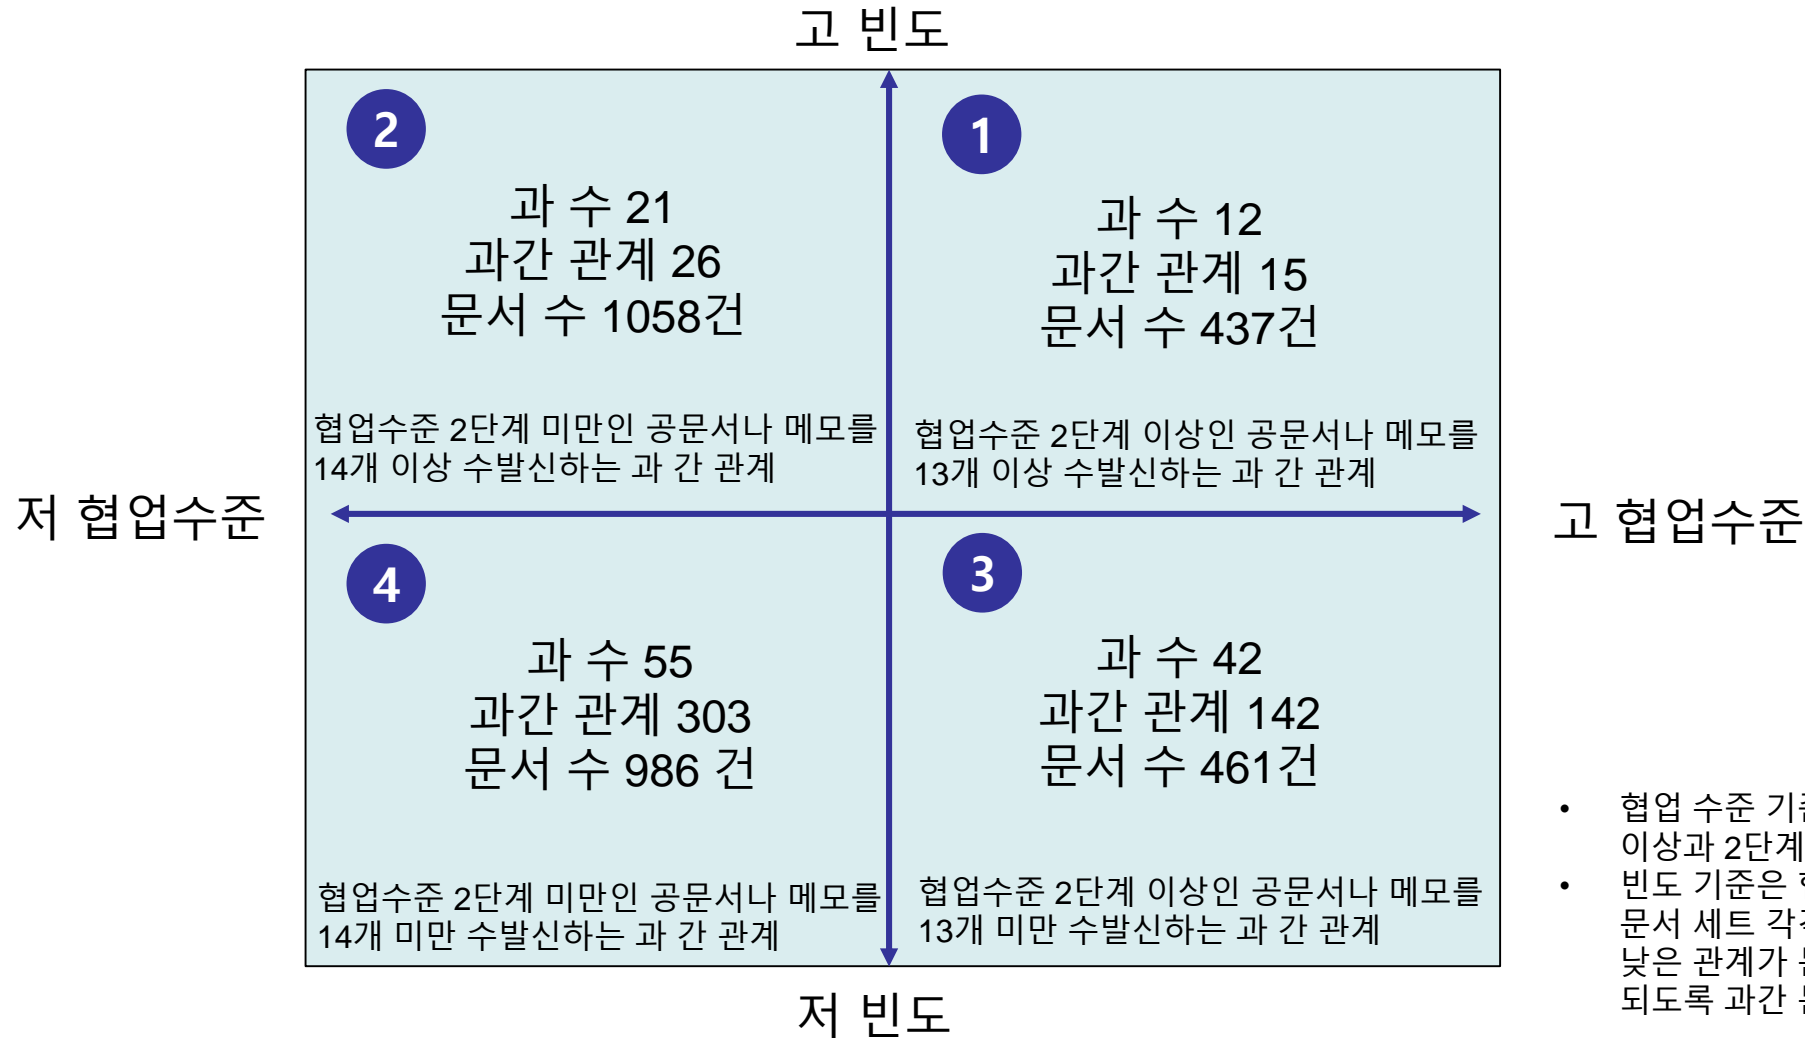 고 빈도
2
과 수 21
과간 관계 26
문서 수 1058건
협업수준 2단계 미만인 공문서나 메모를
14개 이상 수발신하는 과 간 관계
1
과 수 12
과간 관계 15
문서 수 437건
협업수준 2단계 이상인 공문서나 메모를
13개 이상 수발신하는 과 간 관계
저 협업수준
고 협업수준
4
과 수 55
과간 관계 303
문서 수 986 건
협업수준 2단계 미만인 공문서나 메모를
14개 미만 수발신하는 과 간 관계
3
과 수 42
과간 관계 142
문서 수 461건
협업수준 2단계 이상인 공문서나 메모를
13개 미만 수발신하는 과 간 관계
저 빈도
• 협업 수준
이상과 2단계
• 빈도 기준은
문서 세트
낮은 관계가
되도록 과간